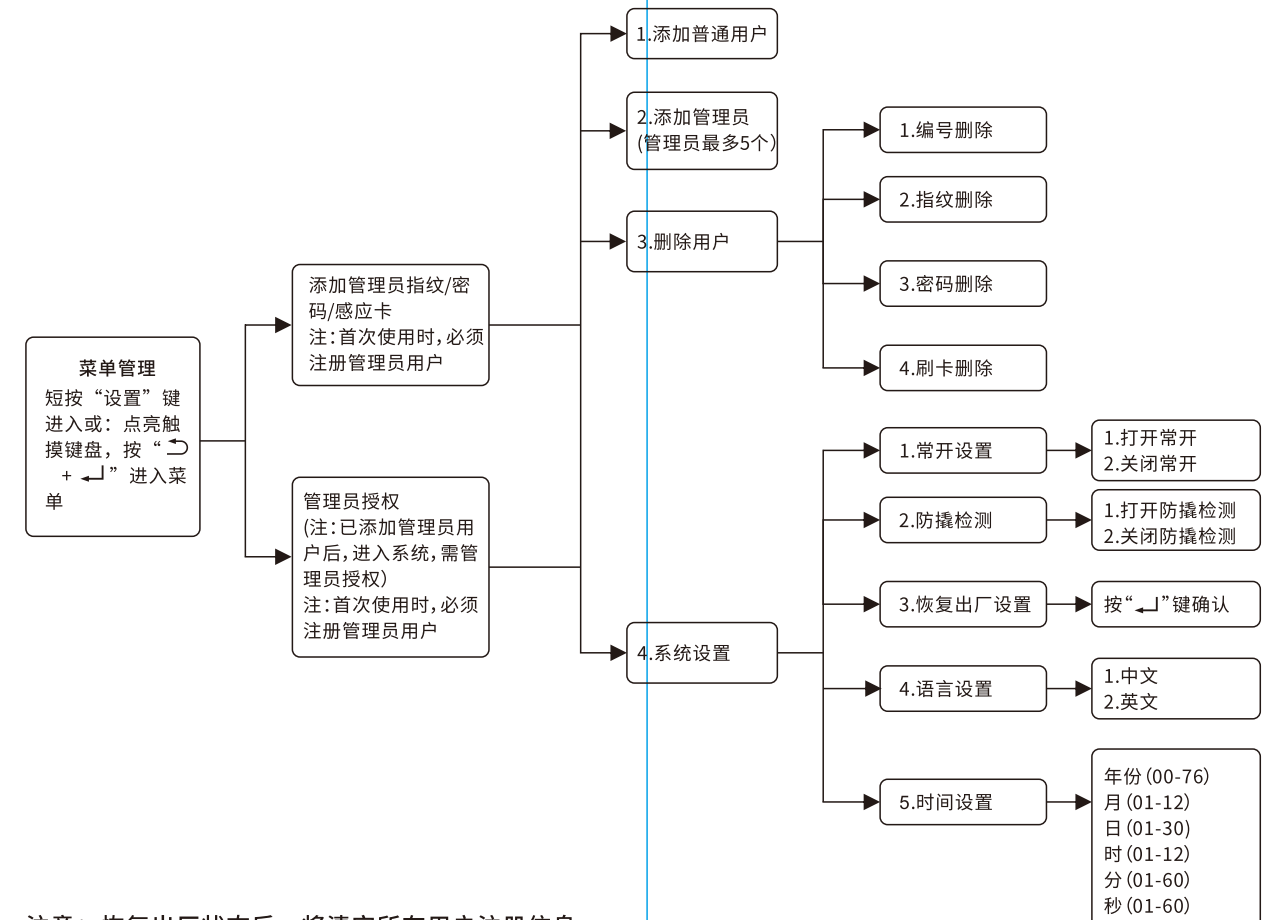 菜单管理
短按“设置”键
进入或：点亮触
摸键盘，按“
+ ”进入菜
单
添加管理员指纹/密
码/感应卡
注：首次使用时，必须
注册管理员用户
管理员授权
(注：已添加管理员用
户后，进入系统，需管
理员授权）
注：首次使用时，必须
注册管理员用户
1.添加普通用户
2.添加管理员
(管理员最多5个）
3.删除用户
4.系统设置
1.编号删除
2.指纹删除
3.密码删除
4.刷卡删除
1.常开设置
2.防撬检测
3.恢复出厂设置
4.语言设置
5.时间设置
1.打开常开
2.关闭常开
1.打开防撬检测
2.关闭防撬检测
按“ ”键确认
1.中文
2.英文
年份（00-76）
月（01-12）
日（01-30)
时（01-12）
分（01-60）
秒（01-60）